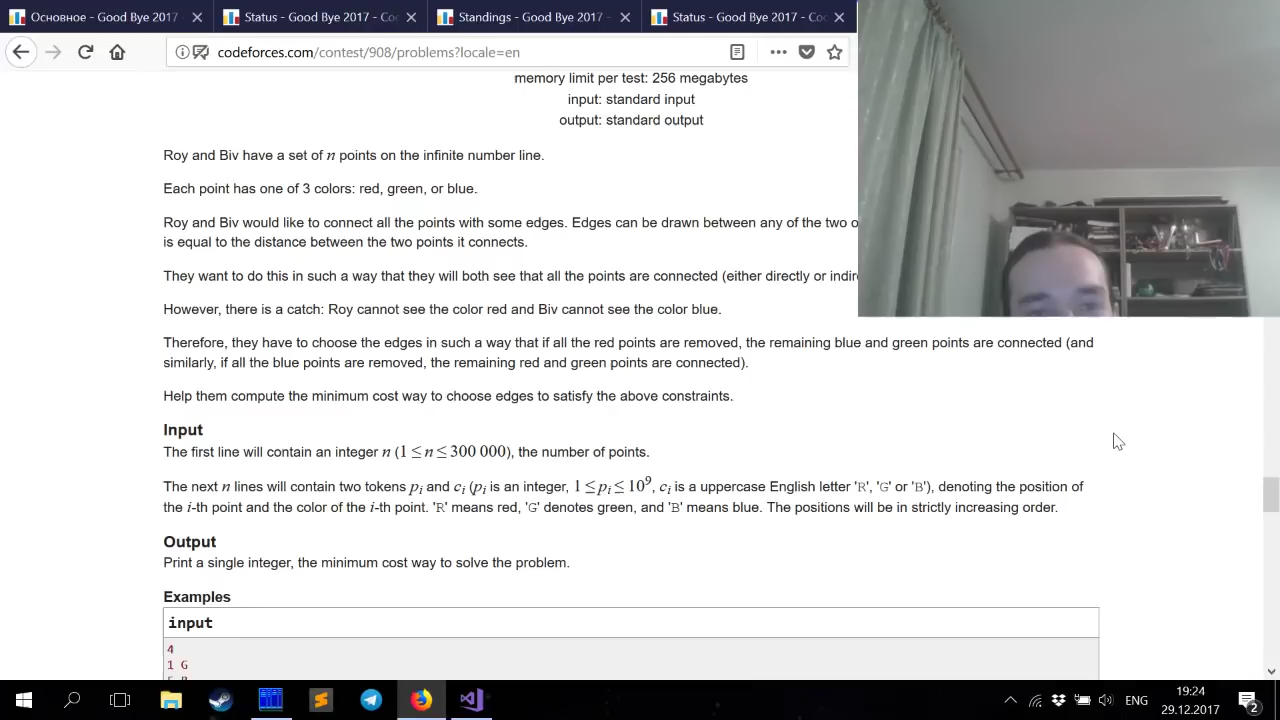 Основное - Good Bye 2017 -
Status - Good Bye 2017 - Co
Standings - Good Bye 2017 -
Status - Good Bye 2017 - Co
codeforces.com/contest/908/problems?locale=en
memory limit per test: 256 megabytes
input: standard input
output: standard output
Roy and Biv have a set of n points on the infinite number line.
Each point has one of 3 colors: red, green, or blue.
Roy and Biv would like to connect all the points with some edges. Edges can be drawn between any of the two o
is equal to the distance between the two points it connects.
They want to do this in such a way that they will both see that all the points are connected (either directly or indire
However, there is a catch: Roy cannot see the color red and Biv cannot see the color blue.
Therefore, they have to choose the edges in such a way that if all the red points are removed, the remaining blue and green points are connected (and
similarly, if all the blue points are removed, the remaining red and green points are connected).
Help them compute the minimum cost way to choose edges to satisfy the above constraints.
Input
The first line will contain an integer n (1 ≤ n ≤ 300 000), the number of points.
The next n lines will contain two tokens pᵢ and cᵢ (pᵢ is an integer, 1 ≤ pᵢ ≤ 10⁹, cᵢ is a uppercase English letter 'R', 'G' or 'B'), denoting the position of
the i-th point and the color of the i-th point. 'R' means red, 'G' denotes green, and 'B' means blue. The positions will be in strictly increasing order.
Output
Print a single integer, the minimum cost way to solve the problem.
Examples
input
4
1 G
ENG
19:24
29.12.2017
2